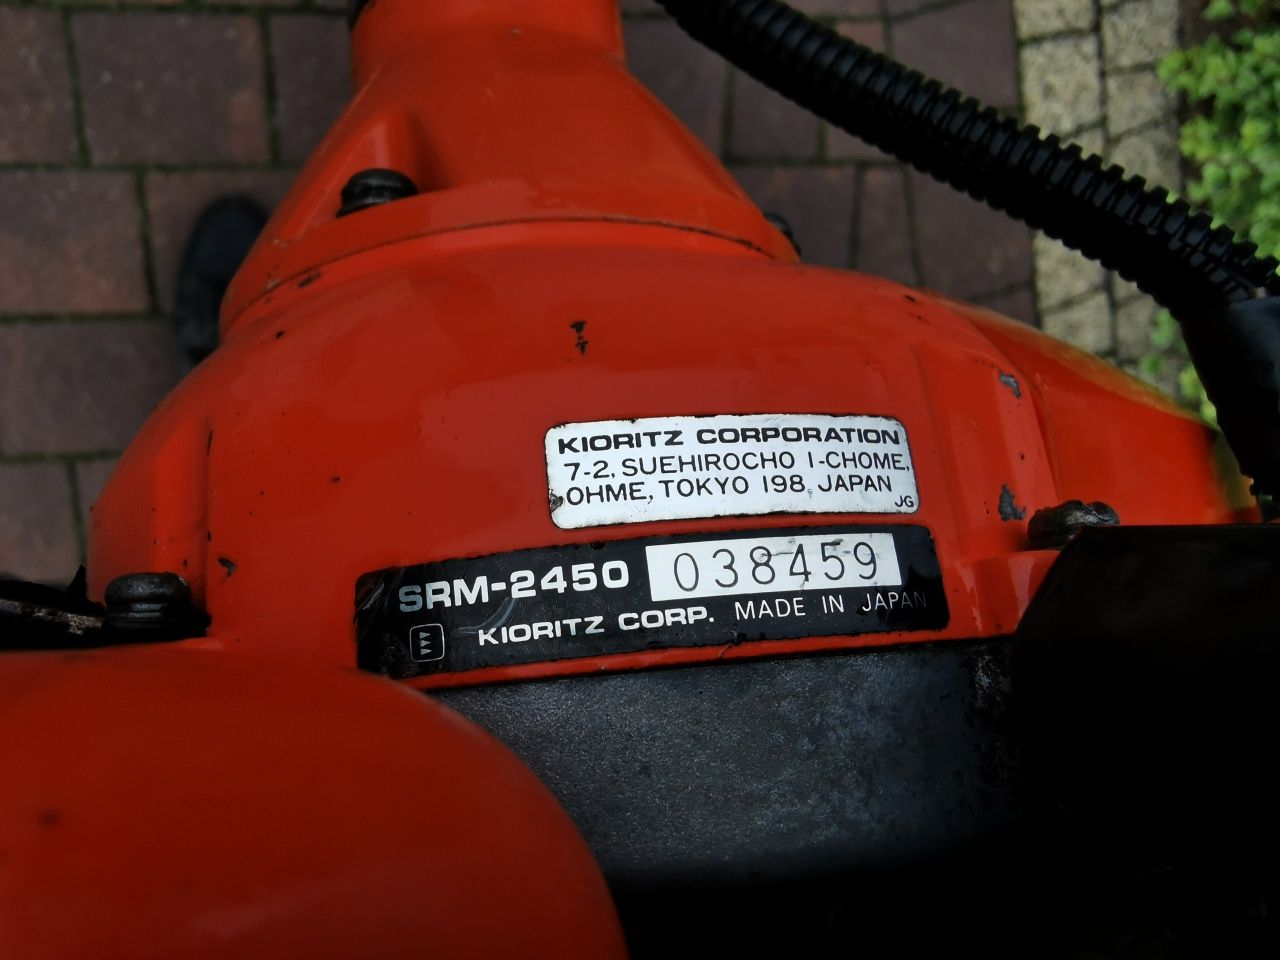 KIORITZ CORPORATION
7-2, SUEHIROCHO 1-CHOME,
OHME, TOKYO 198, JAPAN
JG
SRM-2450 038459
KIORITZ CORP. MADE IN JAPAN